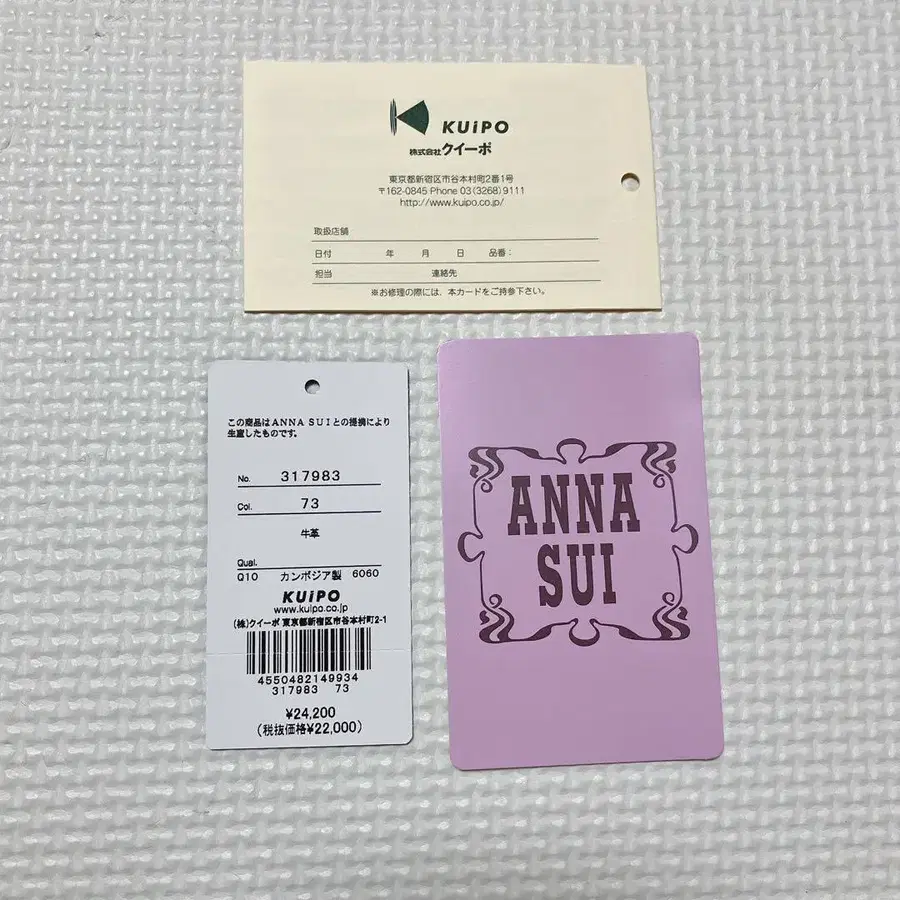 KUiPO
株式会社クイーポ
東京都新宿区市谷本村町2番1号
〒162-0845 Phone 03(3268)9111
http://www.kuipo.co.jp/
取扱店舗
日付 年 月 日 品番：
担当 連絡先
※お修理の際には、本カードをご持参下さい。
この商品はANNA SUIとの提携により
生産したものです。
No. 317983
Col. 73
牛革
Qual.
Q10 カンボジア製 6060
KUiPO
www.kuipo.co.jp
(株)クイーポ 東京都新宿区市谷本村町2-1
4550482149934
317983 73
¥24,200
(税抜価格¥22,000)
ANNA
SUI